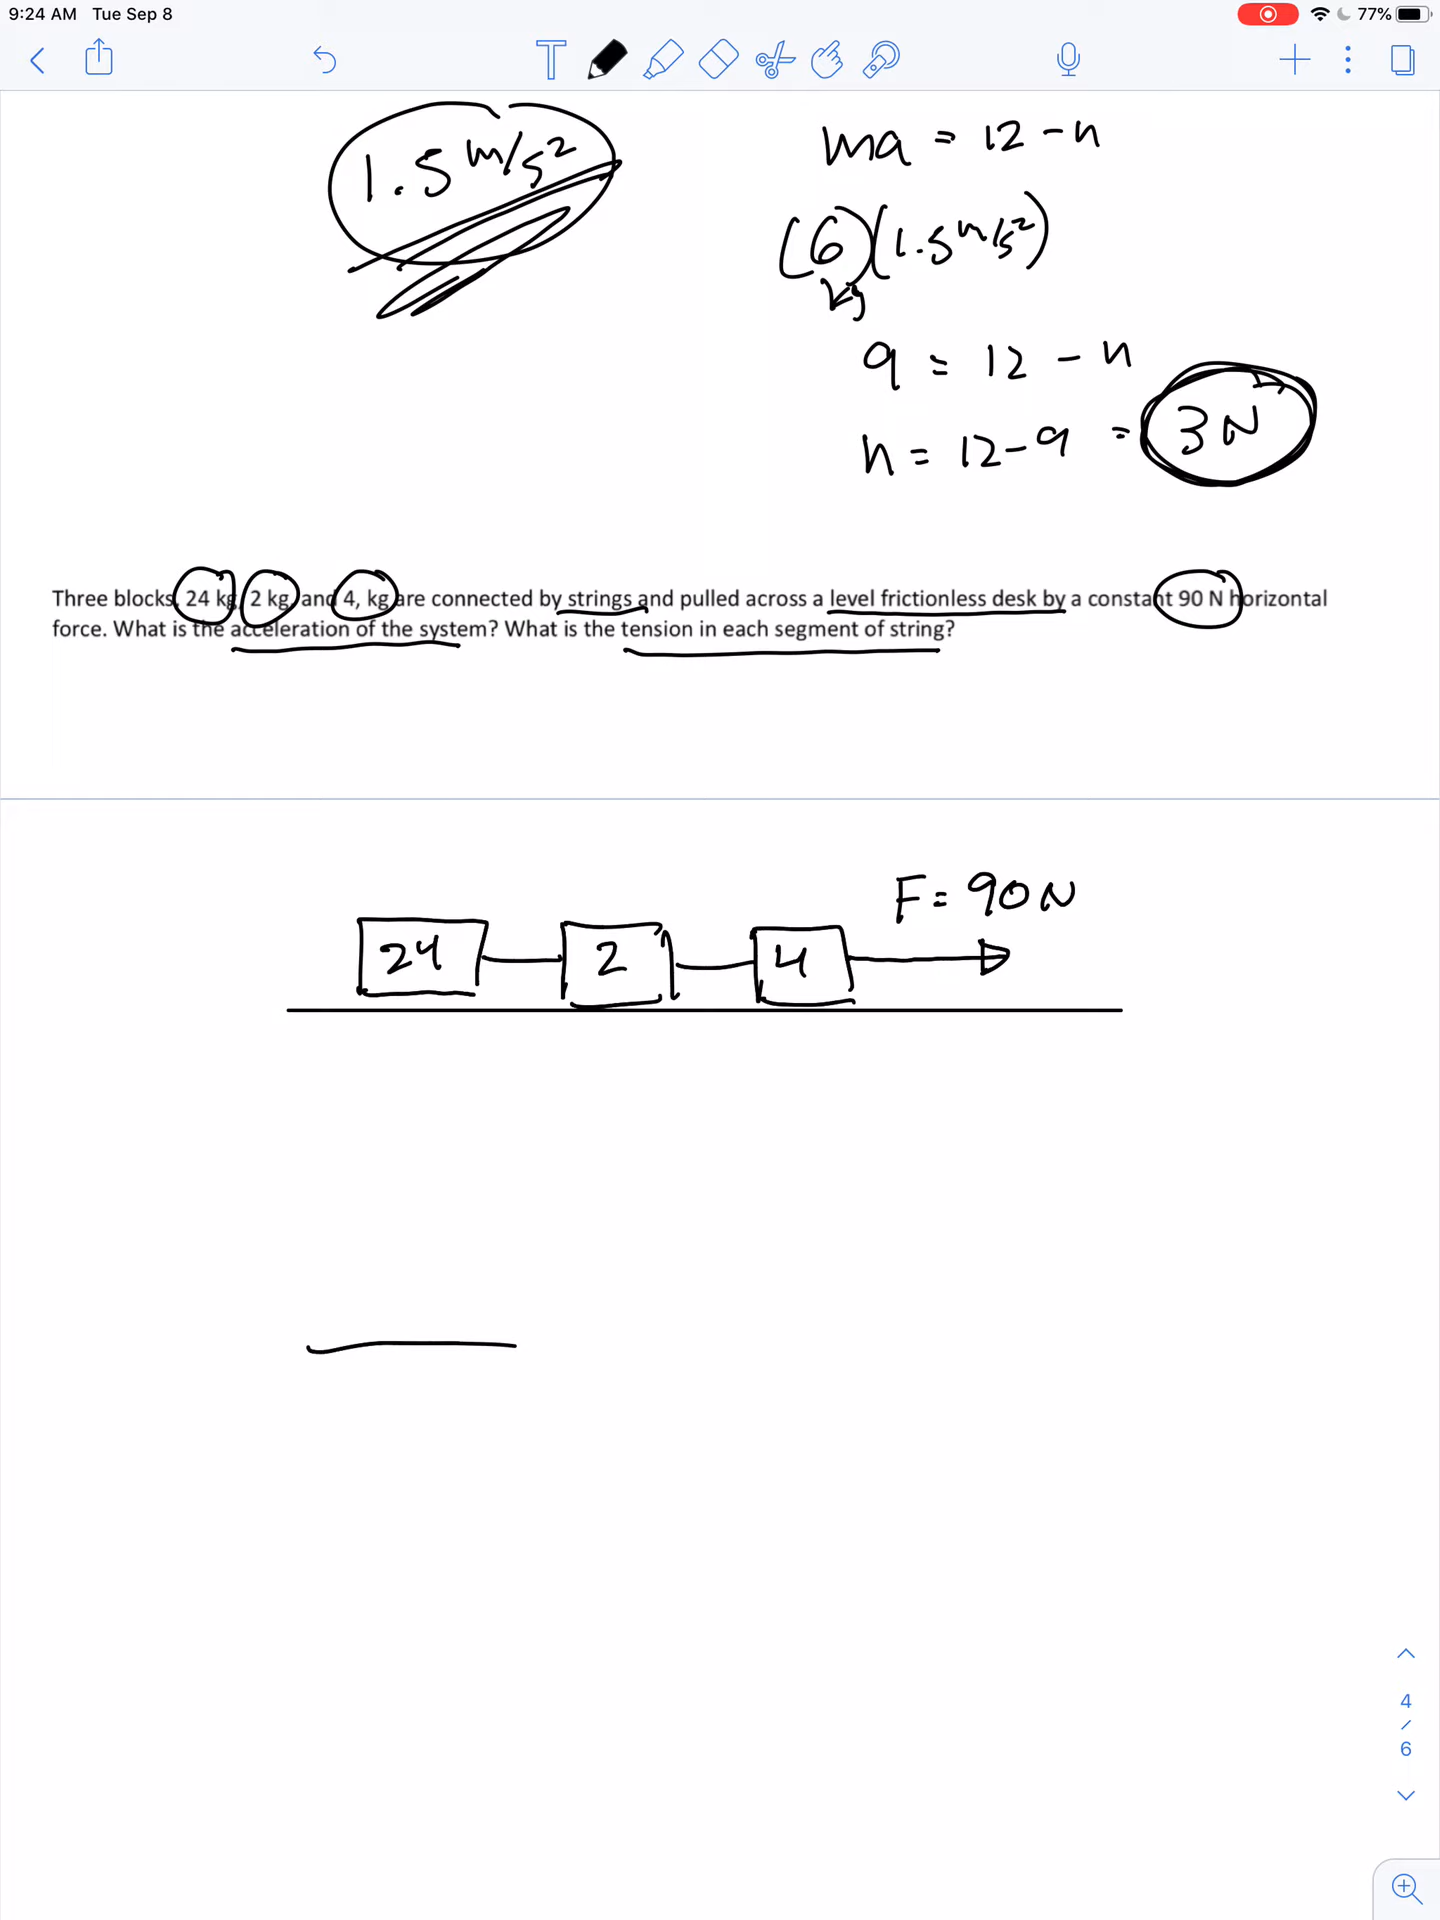 9:24 AM Tue Sep 8
77%
1.5 m/s²
ma = 12 - n
(6)(1.5 m/s²)
kg
9 = 12 - n
n = 12 - 9 = 3N
Three blocks, 24 kg, 2 kg, and 4, kg are connected by strings and pulled across a level frictionless desk by a constant 90 N horizontal
force. What is the acceleration of the system? What is the tension in each segment of string?
F = 90N
24 2 4
4
/
6